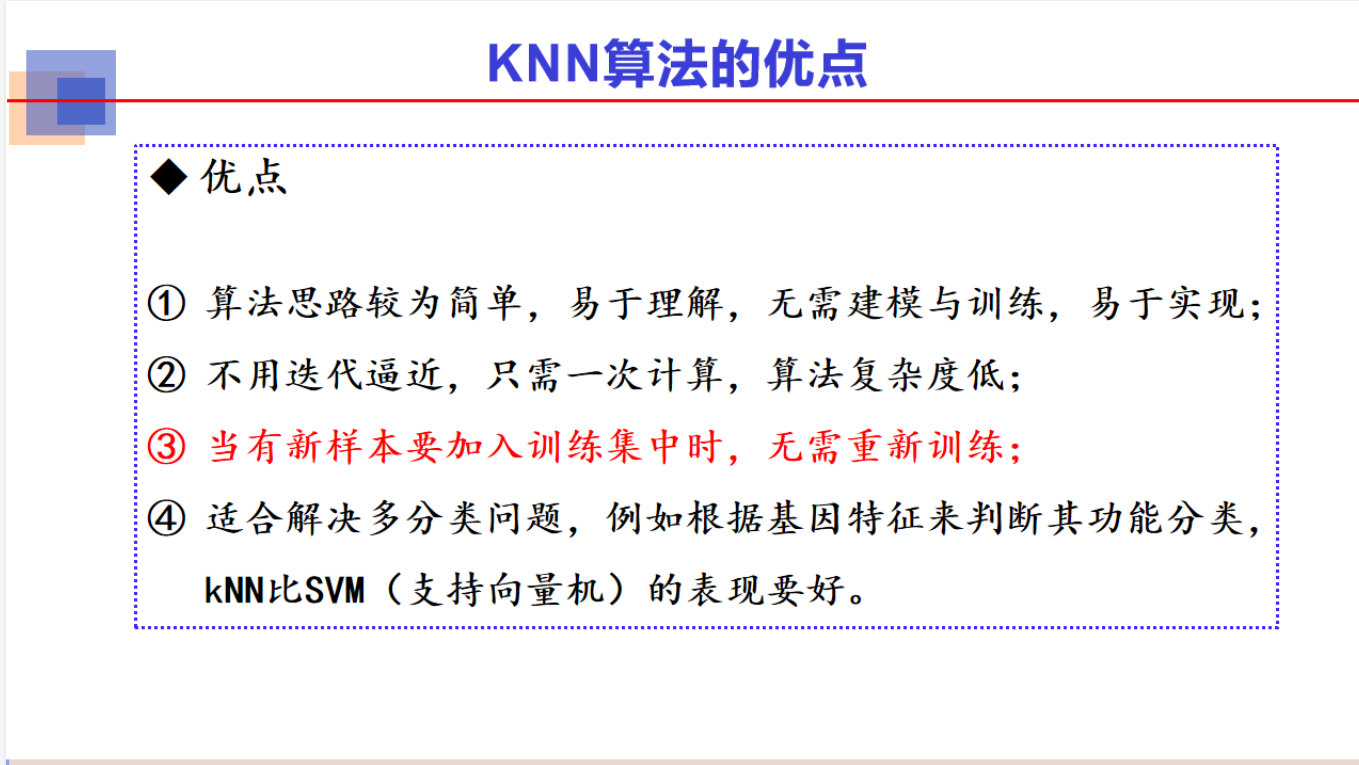 KNN算法的优点
◆ 优点
① 算法思路较为简单，易于理解，无需建模与训练，易于实现；
② 不用迭代逼近，只需一次计算，算法复杂度低；
③ 当有新样本要加入训练集中时，无需重新训练；
④ 适合解决多分类问题，例如根据基因特征来判断其功能分类，
kNN比SVM（支持向量机）的表现要好。